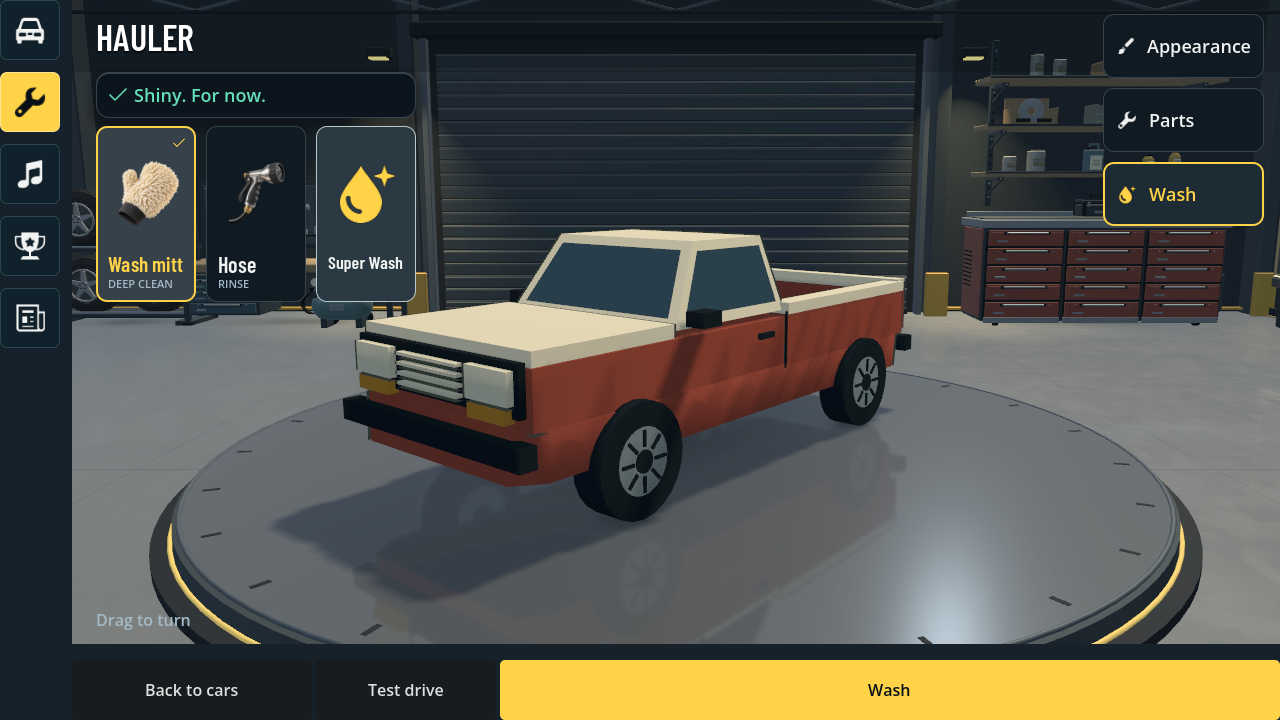 HAULER
Shiny. For now.
Wash mitt
DEEP CLEAN
Hose
RINSE
Super Wash
Appearance
Parts
Wash
Drag to turn
Back to cars
Test drive
Wash